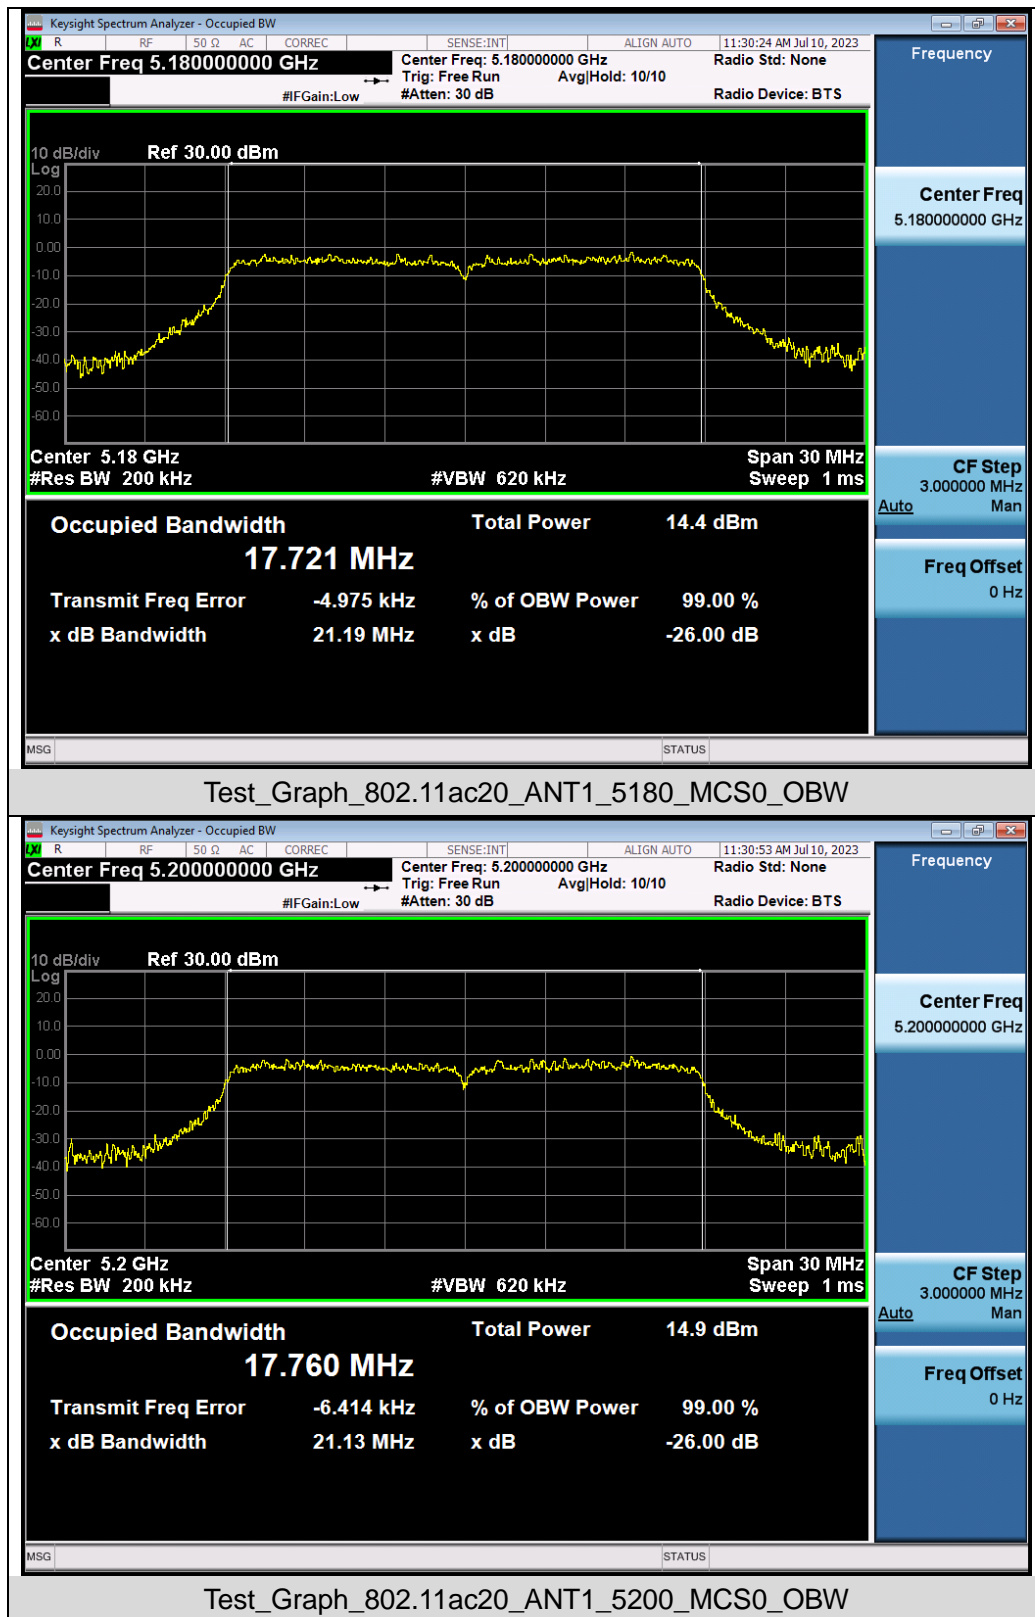 Keysight Spectrum Analyzer - Occupied BW
LXI R RF 50 Ω AC CORREC SENSE:INT ALIGN AUTO 11:30:24 AM Jul 10, 2023
Center Freq 5.180000000 GHz
Center Freq: 5.180000000 GHz
Radio Std: None
Trig: Free Run Avg|Hold: 10/10
#IFGain:Low #Atten: 30 dB Radio Device: BTS
10 dB/div Ref 30.00 dBm
Log
20.0
10.0
0.00
-10.0
-20.0
-30.0
-40.0
-50.0
-60.0
Center 5.18 GHz Span 30 MHz
#Res BW 200 kHz #VBW 620 kHz Sweep 1 ms
Occupied Bandwidth Total Power 14.4 dBm
17.721 MHz
Transmit Freq Error -4.975 kHz % of OBW Power 99.00 %
x dB Bandwidth 21.19 MHz x dB -26.00 dB
MSG STATUS
Frequency
Center Freq
5.180000000 GHz
CF Step
3.000000 MHz
Auto Man
Freq Offset
0 Hz
Test_Graph_802.11ac20_ANT1_5180_MCS0_OBW
Keysight Spectrum Analyzer - Occupied BW
LXI R RF 50 Ω AC CORREC SENSE:INT ALIGN AUTO 11:30:53 AM Jul 10, 2023
Center Freq 5.200000000 GHz
Center Freq: 5.200000000 GHz
Radio Std: None
Trig: Free Run Avg|Hold: 10/10
#IFGain:Low #Atten: 30 dB Radio Device: BTS
10 dB/div Ref 30.00 dBm
Log
20.0
10.0
0.00
-10.0
-20.0
-30.0
-40.0
-50.0
-60.0
Center 5.2 GHz Span 30 MHz
#Res BW 200 kHz #VBW 620 kHz Sweep 1 ms
Occupied Bandwidth Total Power 14.9 dBm
17.760 MHz
Transmit Freq Error -6.414 kHz % of OBW Power 99.00 %
x dB Bandwidth 21.13 MHz x dB -26.00 dB
MSG STATUS
Frequency
Center Freq
5.200000000 GHz
CF Step
3.000000 MHz
Auto Man
Freq Offset
0 Hz
Test_Graph_802.11ac20_ANT1_5200_MCS0_OBW